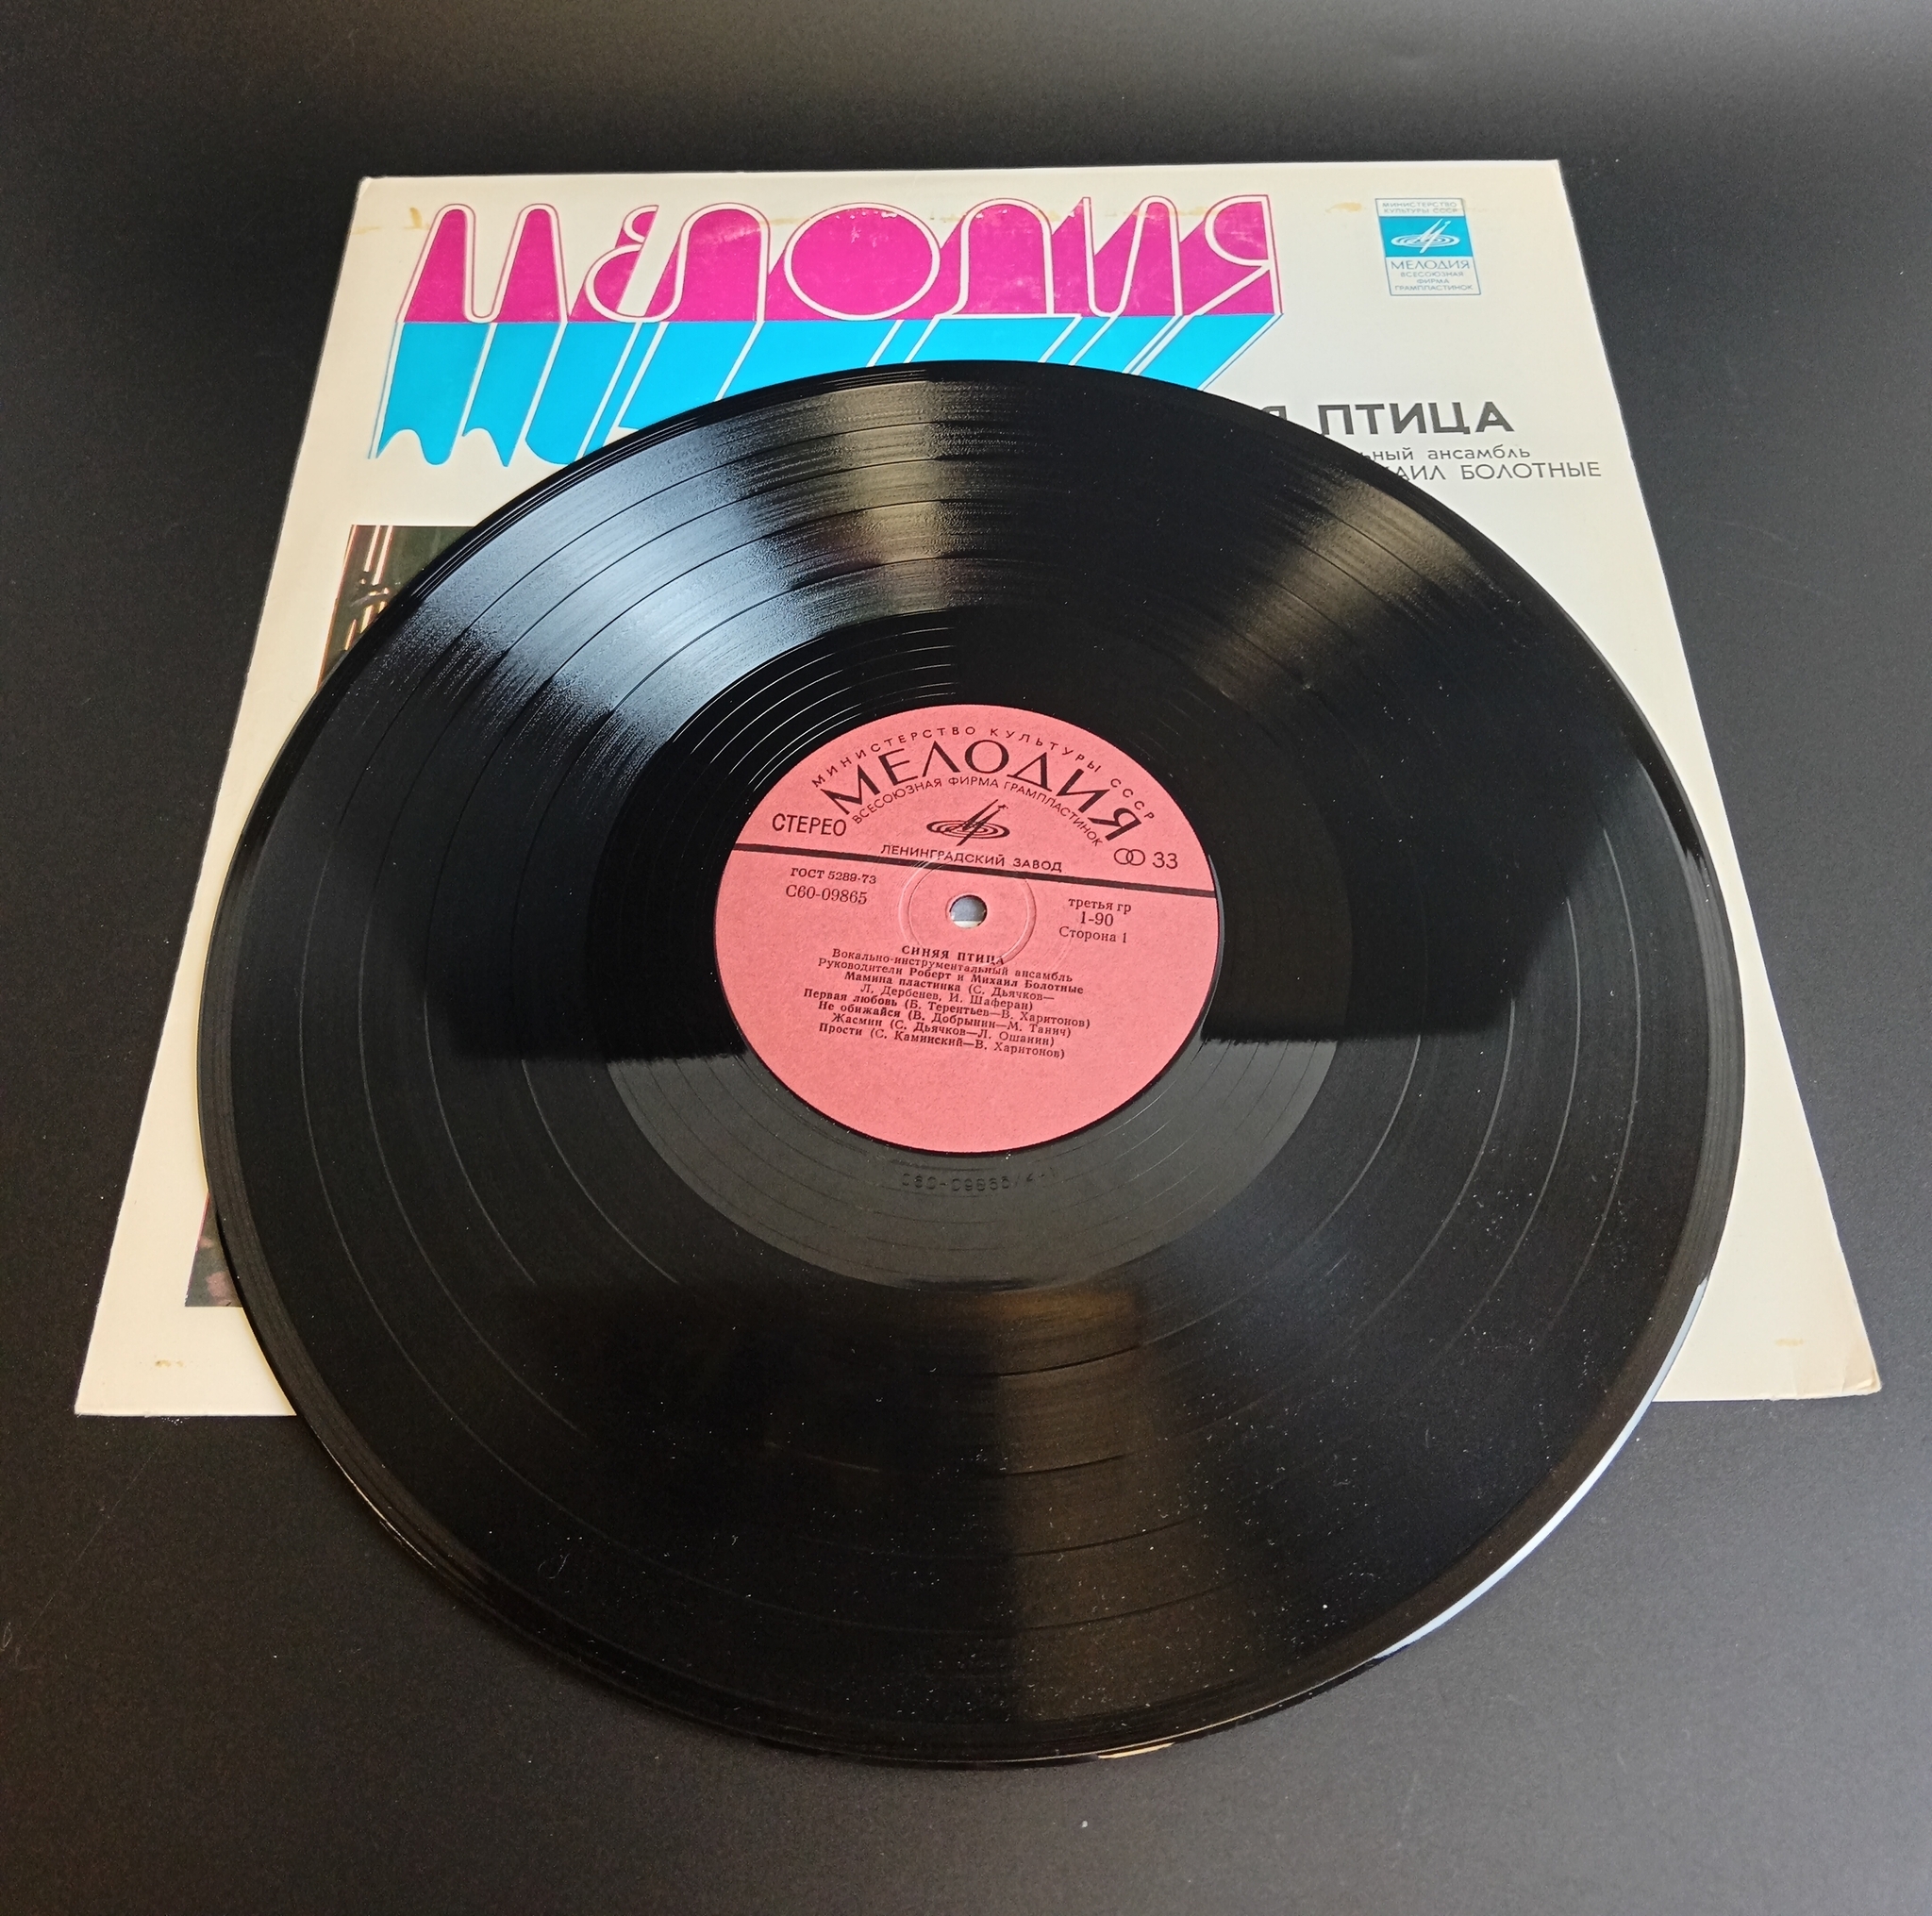 МЕЛОДИЯ
МИНИСТЕРСТВО
КУЛЬТУРЫ СССР
МЕЛОДИЯ
ВСЕСОЮЗНАЯ
ФИРМА
ГРАМПЛАСТИНОК
ПТИЦА
ансамбль
БОЛОТНЫЕ
МИНИСТЕРСТВО КУЛЬТУРЫ СССР
МЕЛОДИЯ
ВСЕСОЮЗНАЯ ФИРМА ГРАМПЛАСТИНОК
СТЕРЕО
ЛЕНИНГРАДСКИЙ ЗАВОД
33
ГОСТ 5289-73
С60-09865
третья гр
1-90
Сторона 1
СИНЯЯ ПТИЦА
Вокально-инструментальный ансамбль
Руководители Роберт и Михаил Болотные
Мамина пластинка (С. Дьячков—
Л. Дербенев, И. Шаферан)
Первая любовь (Б. Терентьев—В. Харитонов)
Не обижайся (В. Добрынин—М. Танич)
Жасмин (С. Дьячков—Л. Ошанин)
Прости (С. Каминский—В. Харитонов)